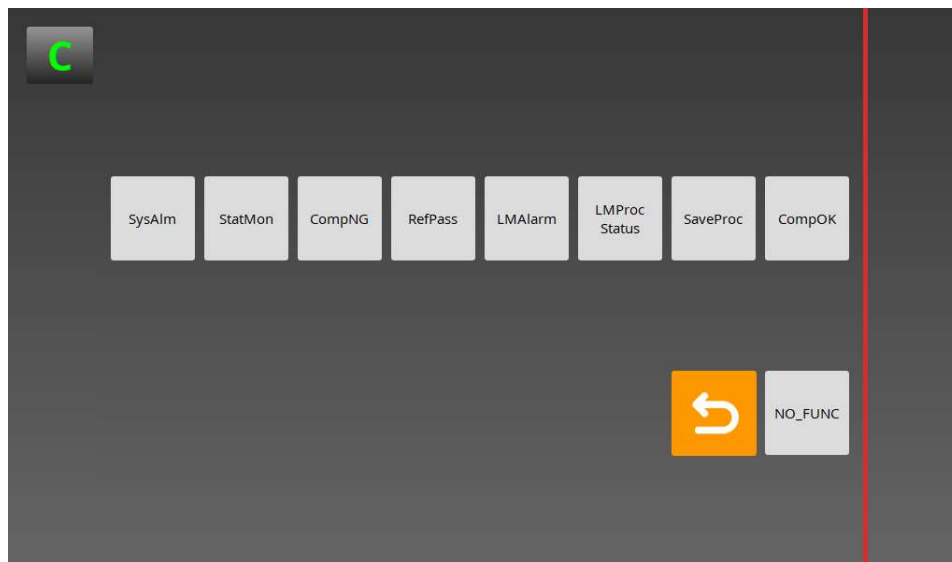 C
SysAlm
StatMon
CompNG
RefPass
LMAlarm
LMProc
Status
SaveProc
CompOK
NO_FUNC